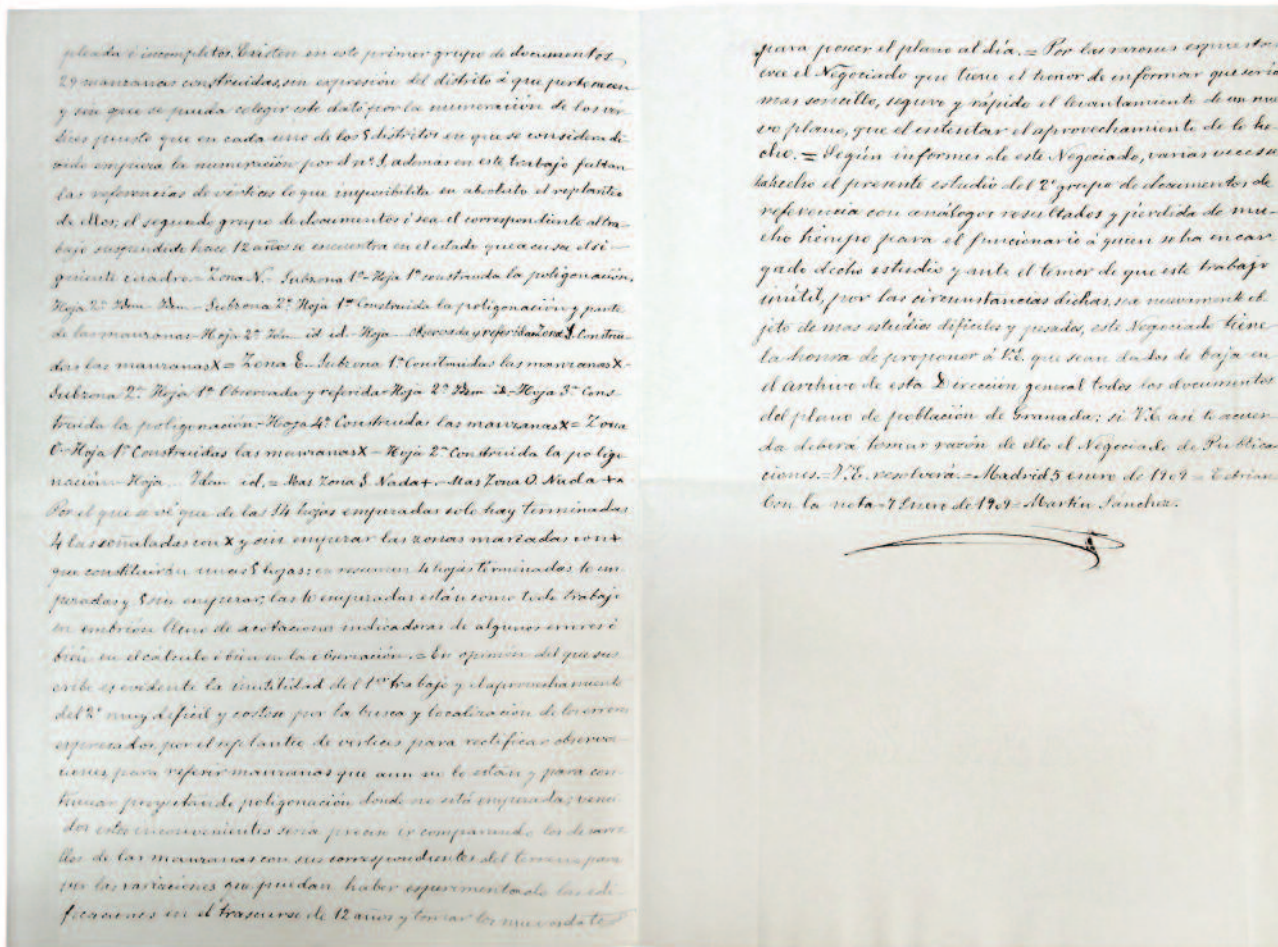 pleada é incompletos. Existen en este primer grupo de documentos
29 manzanas construidas, sin expresión del distrito á que pertenecen
y sin que se pueda colegir este dato por la numeración de los vér-
tices puesto que en cada uno de los 5 distritos en que se considera di-
vidido empieza la numeración por el nº 1, además en este trabajo faltan
las referencias de vértices lo que imposibilita en absoluto el replanteo
de ellos; el segundo grupo de documentos ó sea el correspondiente al tra-
bajo suspendido hace 12 años se encuentra en el estado que acusa el si-
guiente cuadro. = Zona N. - Subzona 1ª - Hoja 1ª construida la poligonación.
Hoja 2ª Idem Idem - Subzona 2ª Hoja 1ª Construida la poligonación y parte
de las manzanas - Hoja 2ª Idm id id. - Hoja - Observada y referida Zona S. Constru-
das las manzanas X = Zona E. Subzona 1ª Construidas las manzanas X -
Subzona 2ª Hoja 1ª Observada y referida - Hoja 2ª Idem id - Hoja 3ª Cons-
truida la poligonación - Hoja 4ª Construidas las manzanas X = Zona
O - Hoja 1ª Construidas las manzanas X - Hoja 2ª Construida la poligo-
nación - Hoja .. Idem id. = Mas Zona S. Nada +. - Mas Zona O. Nada +
Por el que se vé que de las 14 hojas empezadas solo hay terminadas
4 las señaladas con X y sin empezar las zonas marcadas con +
que constituirán unas 5 hojas; en resumen 4 hojas terminadas 10 em-
pezadas y 5 sin empezar; las 10 empezadas están como todo trabajo
en embrión lleno de acotaciones indicadoras de algunos errores ó
bien en el cálculo ó bien en la observación. = En opinión del que sus-
cribe es evidente la inutilidad del 1er trabajo y el aprovechamiento
del 2º muy dificil y costoso por la busca y localización de los errores
expresados, por el replanteo de vértices para rectificar observa-
ciones para referir manzanas que aun no lo están y para con-
tinuar proyectando poligonación donde no está empezada; venci-
dos estos inconvenientes sería preciso ir comparando los desarro-
llos de las manzanas con sus correspondientes del terreno para
ver las variaciones que puedan haber esperimentado las edi-
ficaciones en el trascurso de 12 años y tomar los nuevos datos
para poseer el plano al día. = Por las razones expuestas
cree el Negociado que tiene el honor de informar que sería
mas sencillo, seguro y rápido el levantamiento de un nue-
vo plano, que el intentar el aprovechamiento de lo he-
cho. = Según informes de este Negociado, varias veces se
ha hecho el presente estudio del 2º grupo de documentos de
referencia con análogos resultados y pérdida de mu-
cho tiempo para el funcionario á quien se ha encar-
gado dicho estudio y ante el temor de que este trabajo
inútil, por las circunstancias dichas, sea nuevamente ob-
jeto de mas estudios dificiles y pesados, este Negociado tiene
la honra de proponer á V.E. que sean dados de baja en
el archivo de esta Dirección general todos los documentos
del plano de población de Granada: si V.E. asi lo acuer-
da deberá tomar razón de ello el Negociado de Publica-
ciones. - V.E. resolverá. - Madrid 5 enero de 1909 =
Con la nota - 7 Enero de 1909 = Martín Sánchez.